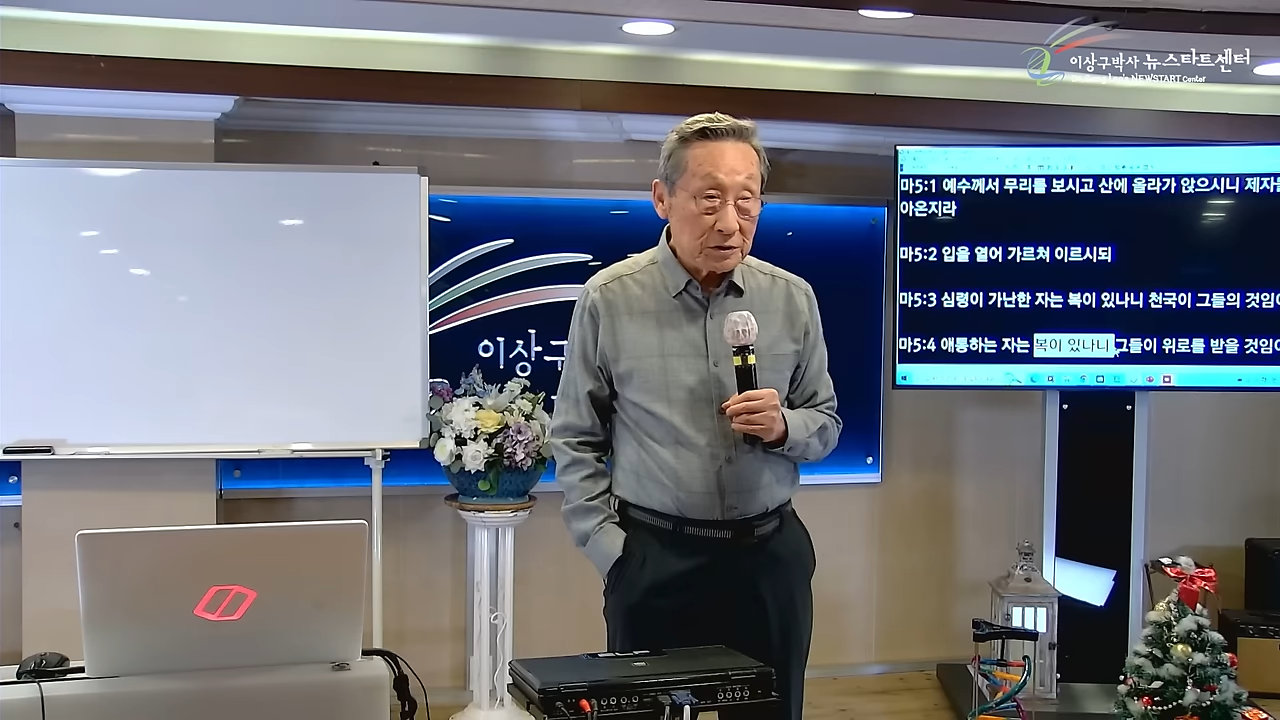 이상구박사 뉴스타트센터
NEWSTART Center
마5:1 예수께서 무리를 보시고 산에 올라가 앉으시니
아온지라
마5:2 입을 열어 가르쳐 이르시되
마5:3 심령이 가난한 자는 복이 있나니 천국이 그들의 것임
마5:4 애통하는 자는 복이 있나니 그들이 위로를 받을 것임
이상구